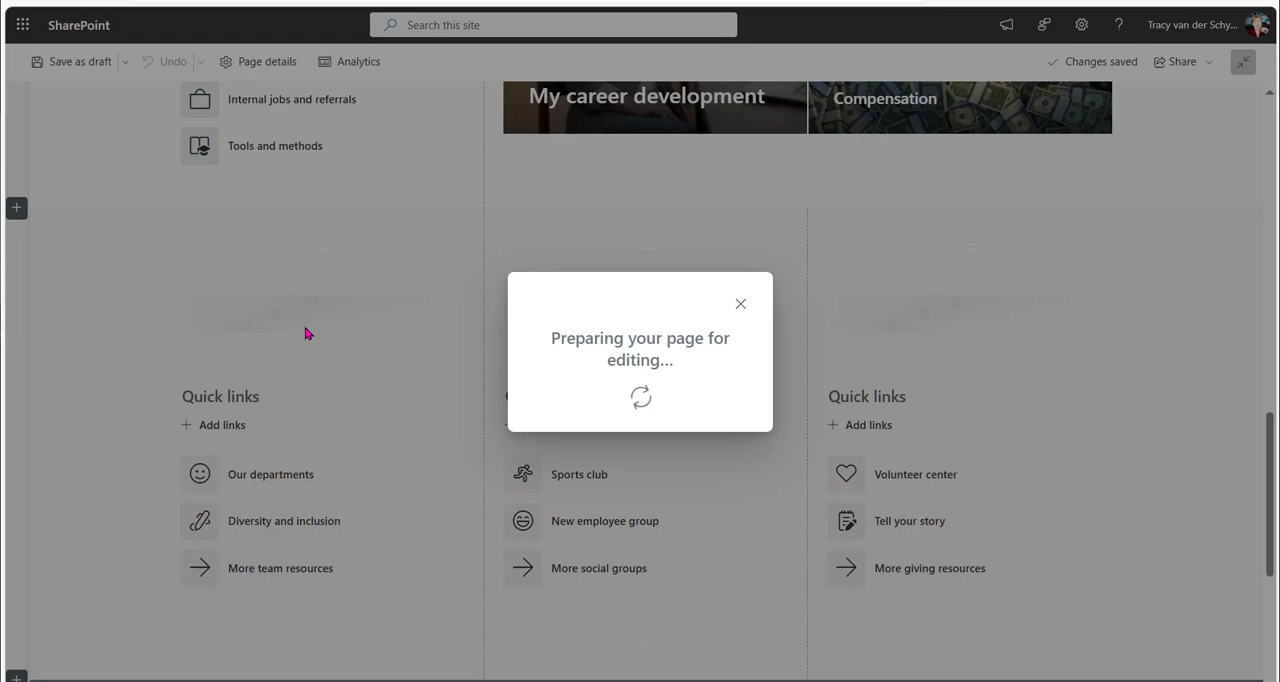 SharePoint
Search this site
Tracy van der Schy...
Save as draft
Undo
Page details
Analytics
Changes saved
Share
Internal jobs and referrals
My career development
Compensation
Tools and methods
Preparing your page for
editing...
Quick links
Quick links
Add links
Add links
Our departments
Sports club
Volunteer center
Diversity and inclusion
New employee group
Tell your story
More team resources
More social groups
More giving resources